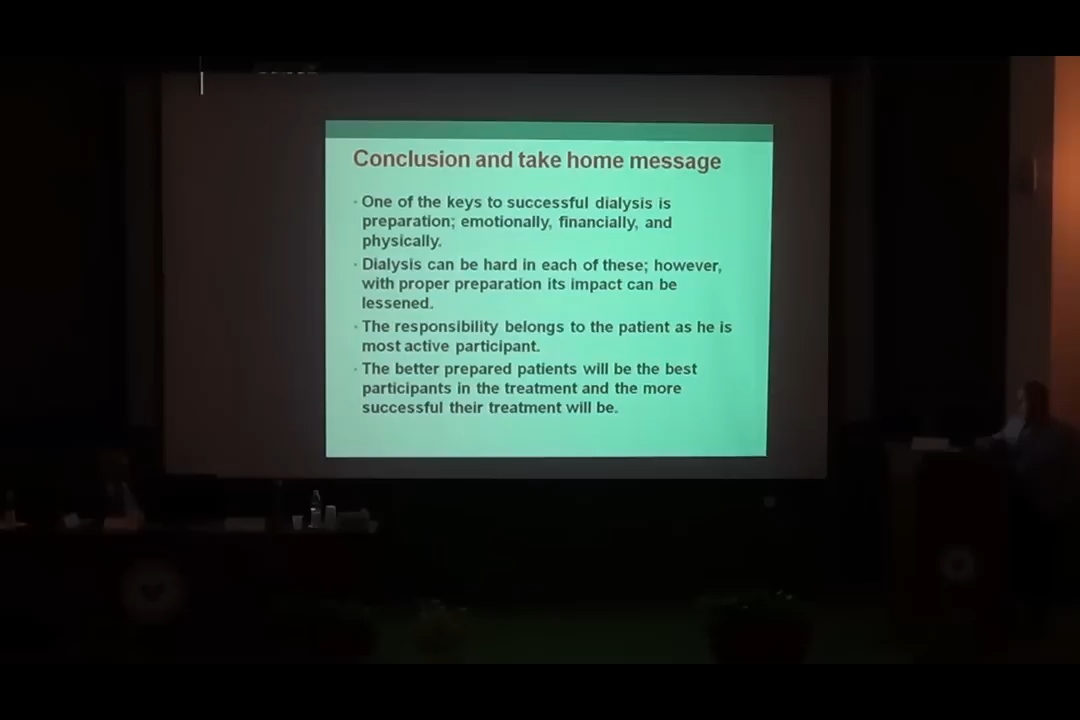 Conclusion and take home message
· One of the keys to successful dialysis is
preparation; emotionally, financially, and
physically.
· Dialysis can be hard in each of these; however,
with proper preparation its impact can be
lessened.
· The responsibility belongs to the patient as he is
most active participant.
· The better prepared patients will be the best
participants in the treatment and the more
successful their treatment will be.